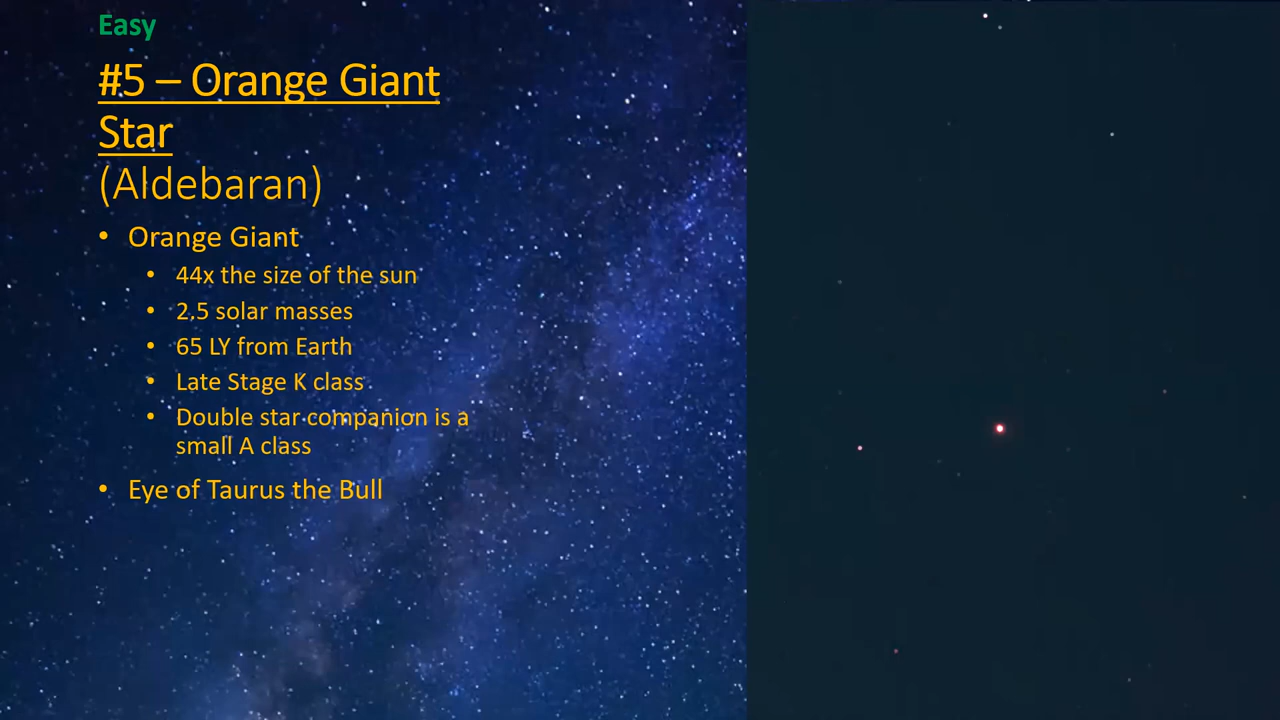 Easy
#5 – Orange Giant
Star
(Aldebaran)
• Orange Giant
• 44x the size of the sun
• 2.5 solar masses
• 65 LY from Earth
• Late Stage K class
• Double star companion is a
small A class
• Eye of Taurus the Bull